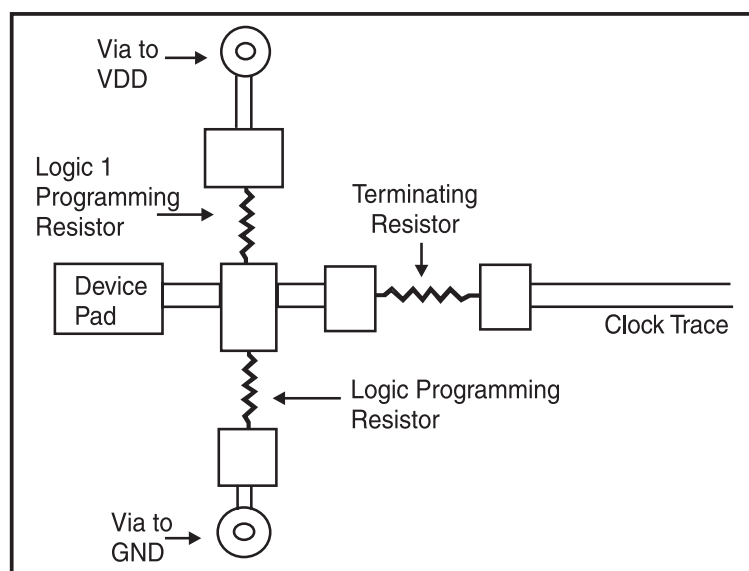 Via to
VDD
Logic 1
Programming
Resistor
Terminating
Resistor
Device
Pad
Clock Trace
Logic Programming
Resistor
Via to
GND